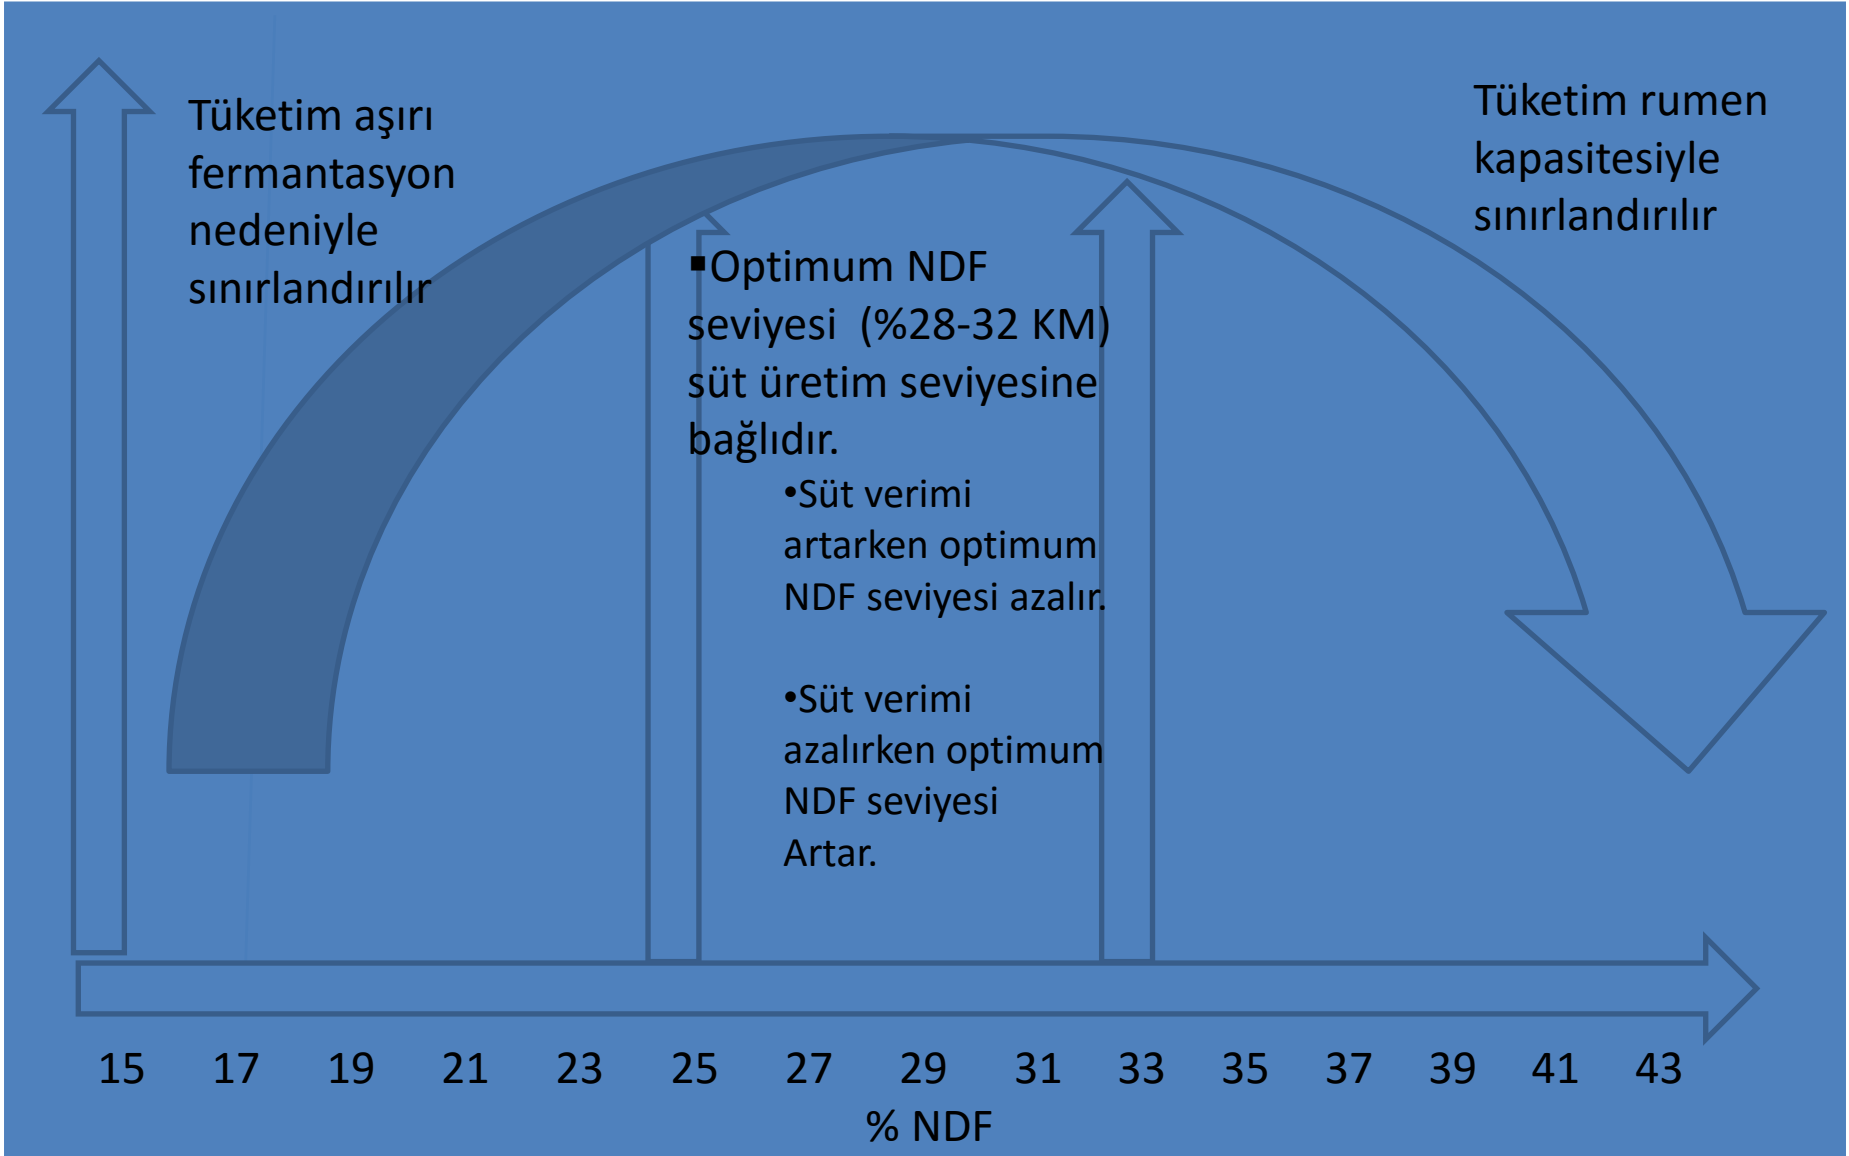 Tüketim aşırı
fermantasyon
nedeniyle
sınırlandırılır
Tüketim rumen
kapasitesiyle
sınırlandırılır
▪Optimum NDF
seviyesi (%28-32 KM)
süt üretim seviyesine
bağlıdır.
•Süt verimi
artarken optimum
NDF seviyesi azalır.
•Süt verimi
azalırken optimum
NDF seviyesi
Artar.
15 17 19 21 23 25 27 29 31 33 35 37 39 41 43
% NDF